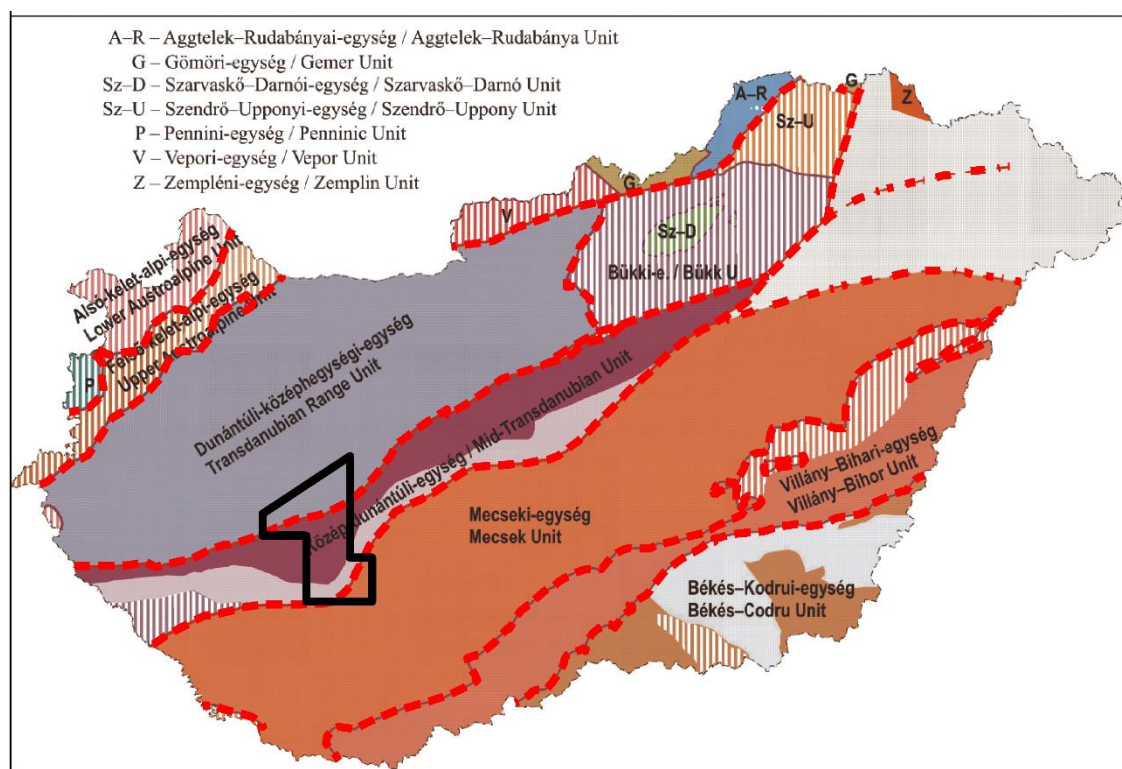 A–R – Aggtelek–Rudabányai-egység / Aggtelek–Rudabánya Unit
G – Gömöri-egység / Gemer Unit
Sz–D – Szarvaskő–Darnói-egység / Szarvaskő–Darnó Unit
Sz–U – Szendrő–Upponyi-egység / Szendrő–Uppony Unit
P – Pennini-egység / Penninic Unit
V – Vepori-egység / Vepor Unit
Z – Zempléni-egység / Zemplin Unit
A–R
G
Z
Sz–U
G
V
Sz–D
Bükki-e. / Bükk U
Alsó-kelet-alpi-egység
Lower Austroalpine Unit
Felső-kelet-alpi-egység
Upper Austroalpine Unit
P
Dunántúli-középhegységi-egység
Transdanubian Range Unit
Közép-dunántúli-egység / Mid-Transdanubian Unit
Mecseki-egység
Mecsek Unit
Villány–Bihari-egység
Villány–Bihor Unit
Békés–Kodrui-egység
Békés–Codru Unit